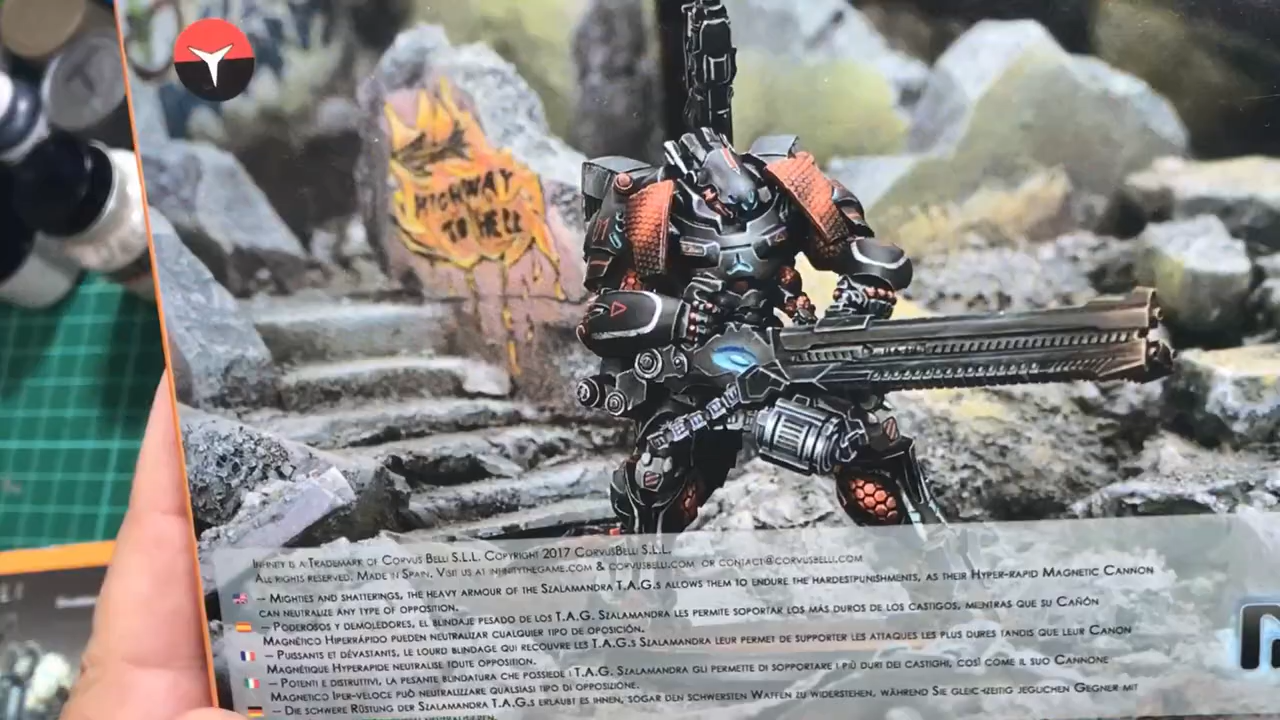 HIGHWAY
TO HELL
INFINITY IS A TRADEMARK OF CORVUS BELLI S.L.L. COPYRIGHT 2017 CORVUSBELLI S.L.L.
ALL RIGHTS RESERVED. MADE IN SPAIN. VISIT US AT INFINITYTHEGAME.COM & CORVUSBELLI.COM OR CONTACT@CORVUSBELLI.COM
– MIGHTIES AND SHATTERINGS, THE HEAVY ARMOUR OF THE SZALAMANDRA T.A.G.S ALLOWS THEM TO ENDURE THE HARDESTPUNISHMENTS, AS THEIR HYPER-RAPID MAGNETIC CANNON
CAN NEUTRALIZE ANY TYPE OF OPPOSITION.
– PODEROSOS Y DEMOLEDORES, EL BLINDAJE PESADO DE LOS T.A.G. SZALAMANDRA LES PERMITE SOPORTAR LOS MÁS DUROS DE LOS CASTIGOS, MIENTRAS QUE SU CAÑÓN
MAGNÉTICO HIPERRÁPIDO PUEDEN NEUTRALIZAR CUALQUIER TIPO DE OPOSICIÓN.
– PUISSANTS ET DÉVASTANTS, LE LOURD BLINDAGE QUI RECOUVRE LES T.A.G.S SZALAMANDRA LEUR PERMET DE SUPPORTER LES ATTAQUES LES PLUS DURES TANDIS QUE LEUR CANON
MAGNÉTIQUE HYPERAPIDE NEUTRALISE TOUTE OPPOSITION.
– POTENTI E DISTRUTTIVI, LA PESANTE BLINDATURA CHE POSSIEDE I T.A.G. SZALAMANDRA GLI PERMETTE DI SOPPORTARE I PIÙ DURI DEI CASTIGHI, COSÌ COME IL SUO CANNONE
MAGNETICO IPER-VELOCE PUÒ NEUTRALIZZARE QUALSIASI TIPO DI OPPOSIZIONE.
– DIE SCHWERE RÜSTUNG DER SZALAMANDRA T.A.G.S ERLAUBT ES IHNEN, SOGAR DEN SCHWERSTEN WAFFEN ZU WIDERSTEHEN, WÄHREND SIE GLEICHZEITIG JEGLICHEN GEGNER MIT